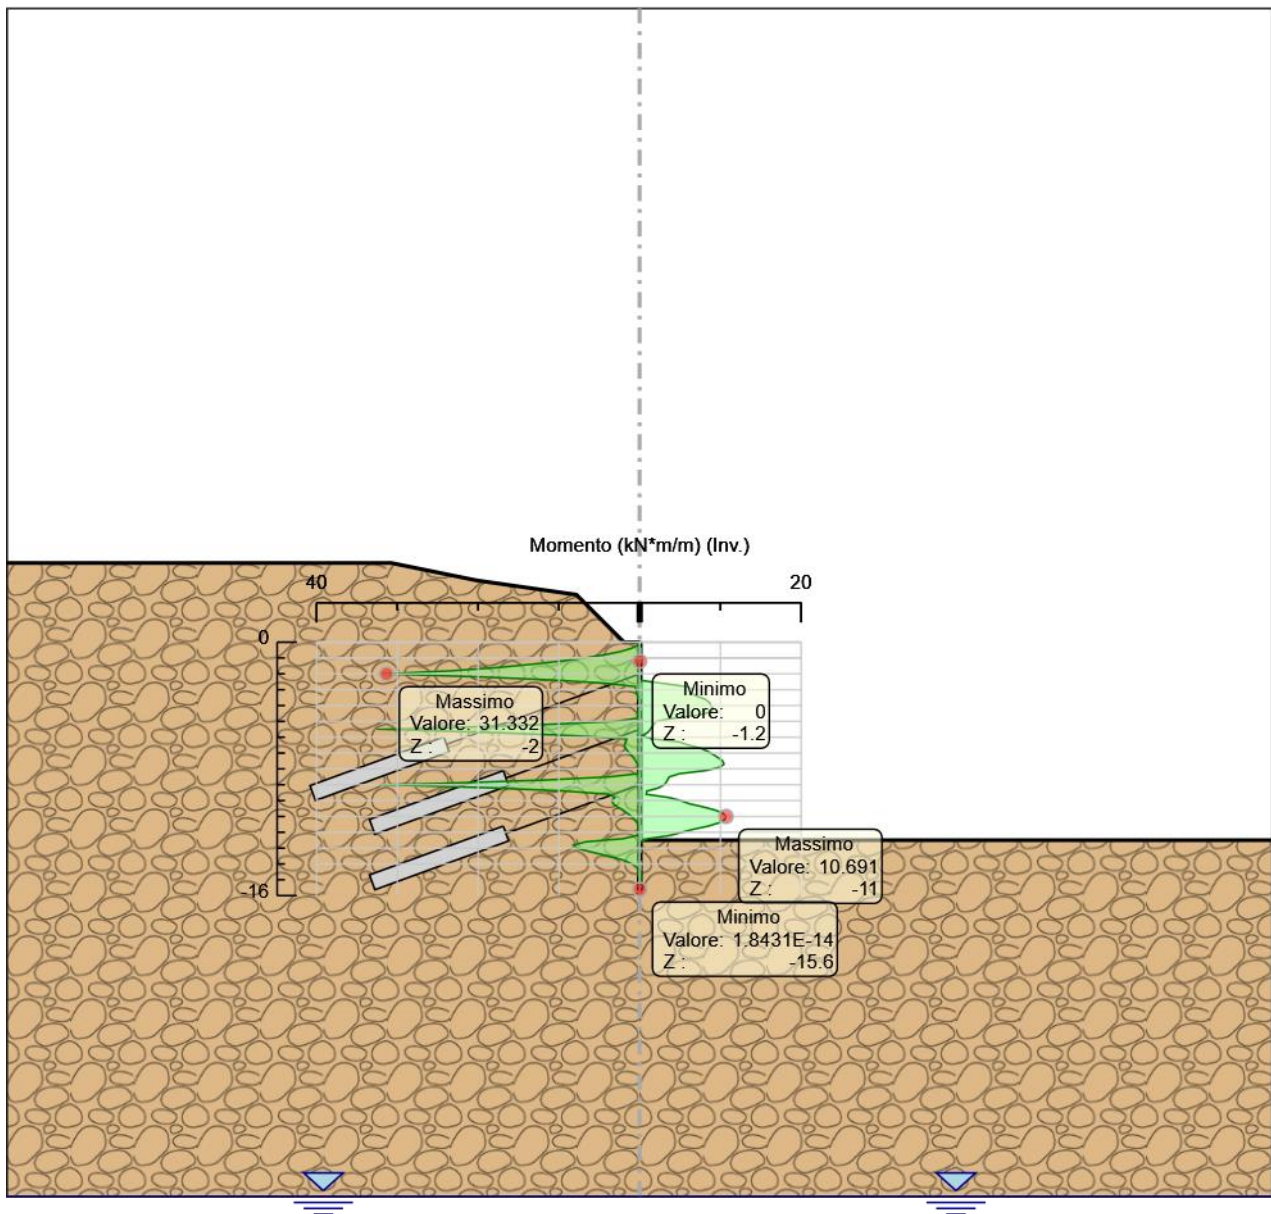 Momento (kN*m/m) (Inv.)
40
20
0
Massimo
Valore: 31.332
Z : -2
Minimo
Valore: 0
Z : -1.2
Massimo
Valore: 10.691
Z : -11
-16
Minimo
Valore: 1.8431E-14
Z : -15.6